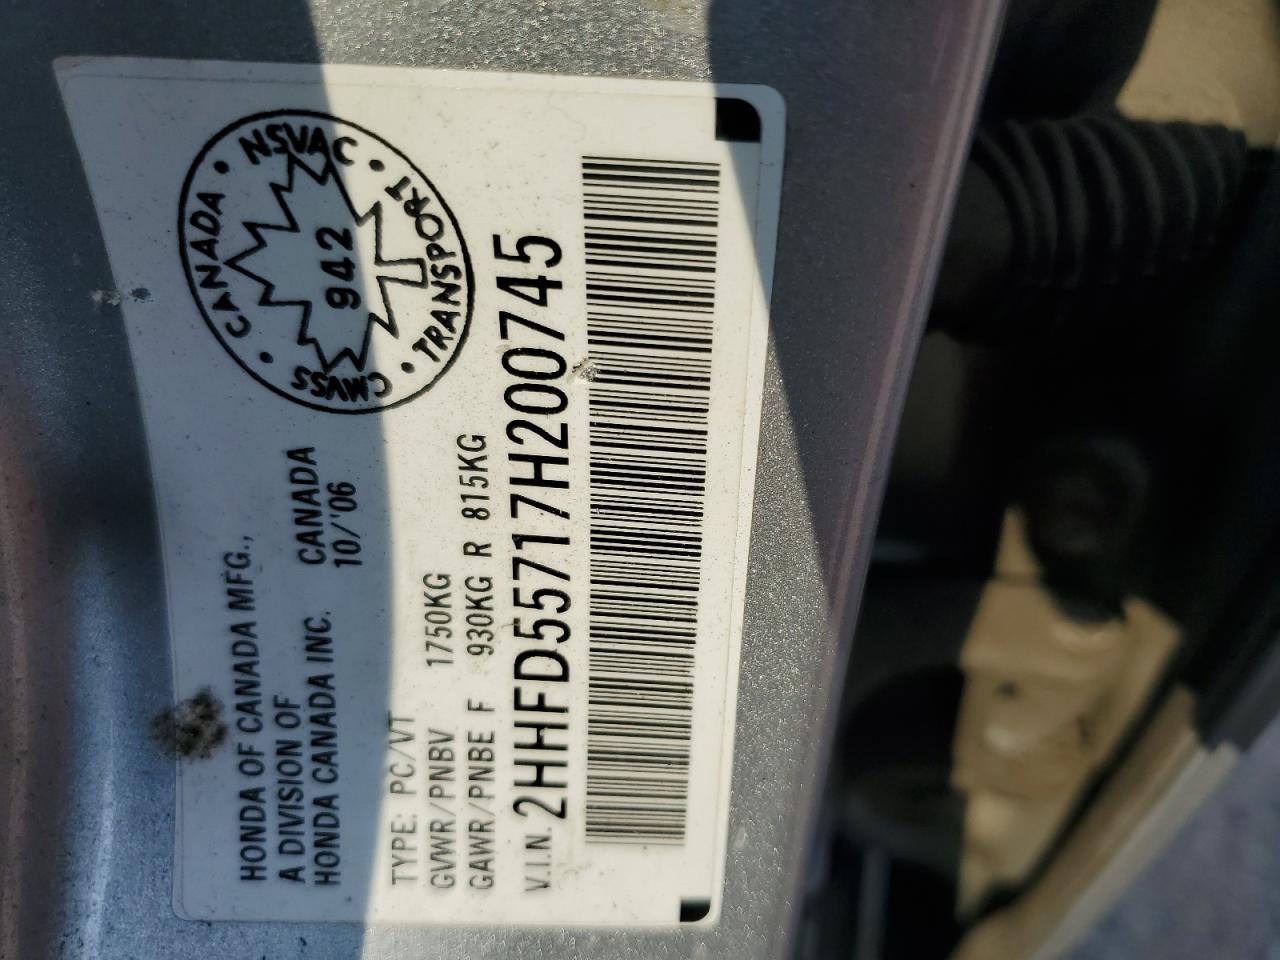 HONDA OF CANADA MFG.,
A DIVISION OF
HONDA CANADA INC. CANADA
10/'06
CANADA • NSVAC • TRANSPORT • CMVSS •
942
TYPE: PC/VT
GVWR/PNBV 1750KG
GAWR/PNBE F 930KG R 815KG
V.I.N. 2HHFD55717H200745